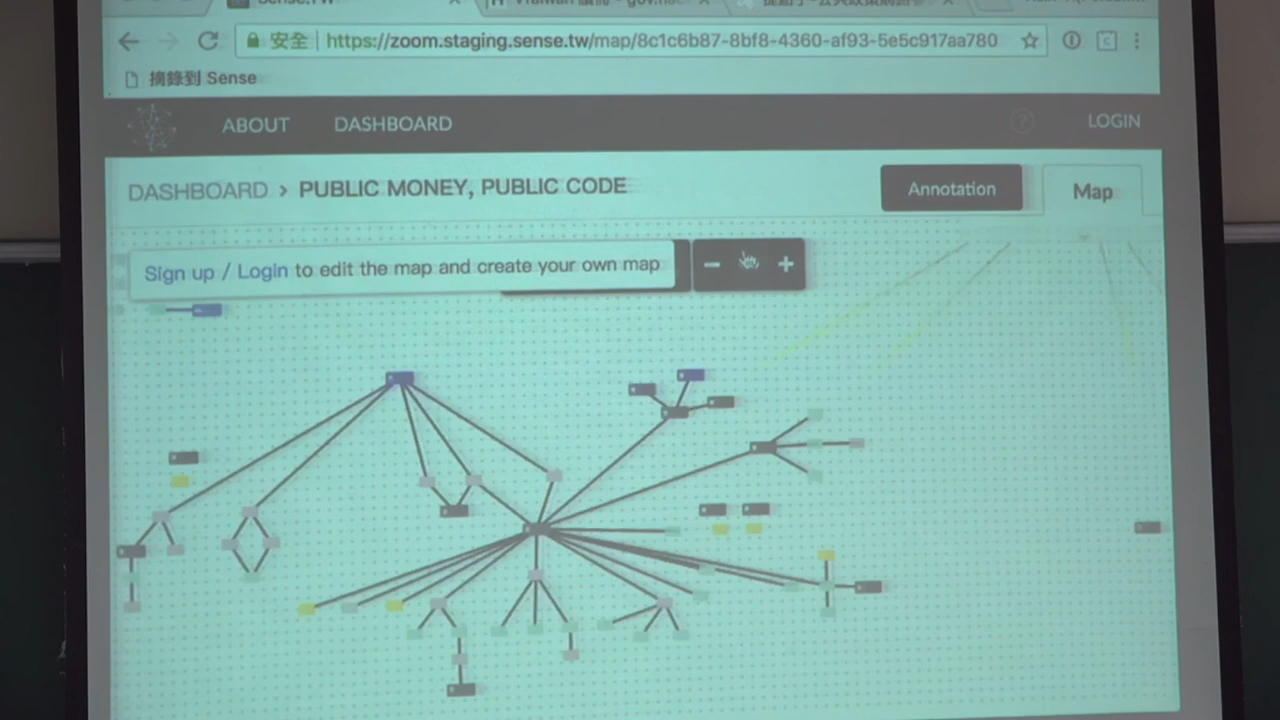 Sense.TW
安全 | https://zoom.staging.sense.tw/map/8c1c6b87-8bf8-4360-af93-5e5c917aa780
摘錄到 Sense
ABOUT DASHBOARD ? LOGIN
DASHBOARD > PUBLIC MONEY, PUBLIC CODE Annotation Map
Sign up / Login to edit the map and create your own map − +